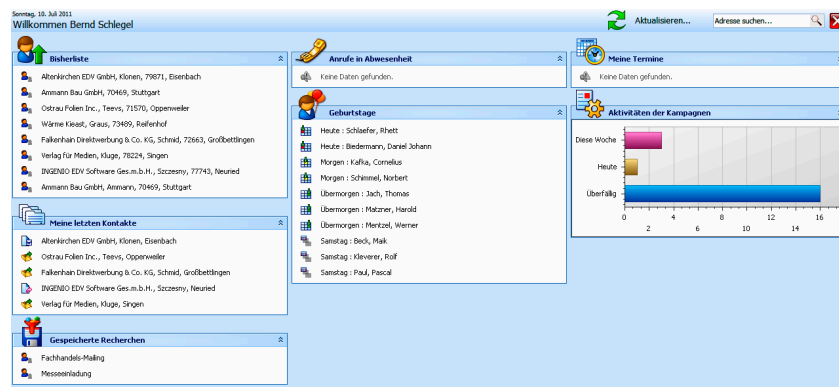 Sonntag, 10. Juli 2011
Willkommen Bernd Schlegel
Aktualisieren...
Adresse suchen...
Bisherliste
Altenkirchen EDV GmbH, Klonen, 79871, Eisenbach
Ammann Bau GmbH, 70469, Stuttgart
Ostrau Folien Inc., Teevs, 71570, Oppenweiler
Wärme Kieast, Graus, 73489, Reifenhof
Falkenhain Direktwerbung & Co. KG, Schmid, 72663, Großbettlingen
Verlag für Medien, Kluge, 78224, Singen
INGENIO EDV Software Ges.m.b.H., Szczesny, 77743, Neuried
Ammann Bau GmbH, Ammann, 70469, Stuttgart
Meine letzten Kontakte
Altenkirchen EDV GmbH, Klonen, Eisenbach
Ostrau Folien Inc., Teevs, Oppenweiler
Falkenhain Direktwerbung & Co. KG, Schmid, Großbettlingen
INGENIO EDV Software Ges.m.b.H., Szczesny, Neuried
Verlag für Medien, Kluge, Singen
Gespeicherte Recherchen
Fachhandels-Mailing
Messeeinladung
Anrufe in Abwesenheit
Keine Daten gefunden.
Geburtstage
Heute : Schlaefer, Rhett
Heute : Biedermann, Daniel Johann
Morgen : Kafka, Cornelius
Morgen : Schimmel, Norbert
Übermorgen : Jach, Thomas
Übermorgen : Matzner, Harold
Übermorgen : Mentzel, Werner
Samstag : Beck, Maik
Samstag : Kleverer, Rolf
Samstag : Paul, Pascal
Meine Termine
Keine Daten gefunden.
Aktivitäten der Kampagnen
Diese Woche
Heute
Überfällig
0 4 8 12 16
2 6 10 14